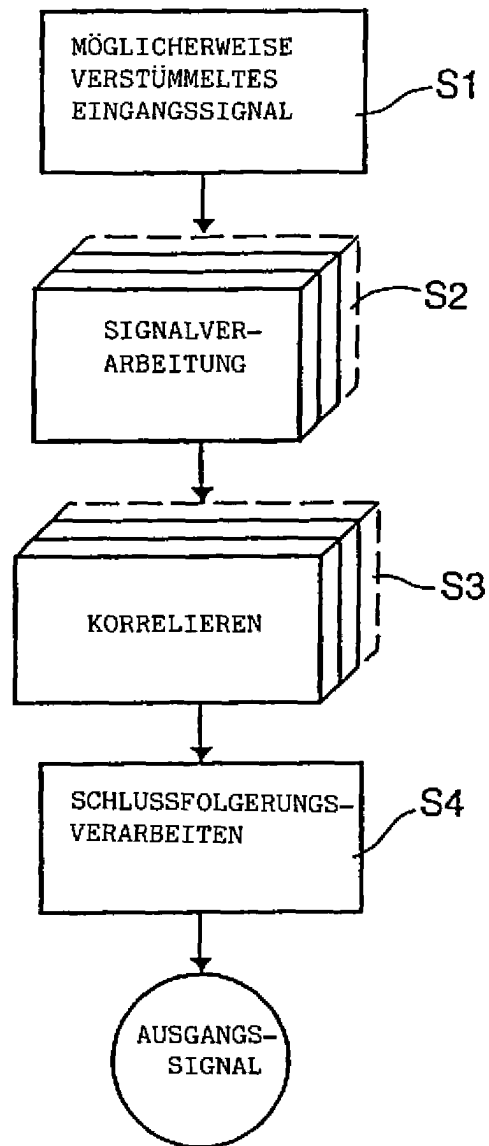 MÖGLICHERWEISE
VERSTÜMMELTES
EINGANGSSIGNAL
S1
SIGNALVER-
ARBEITUNG
S2
KORRELIEREN
S3
SCHLUSSFOLGERUNGS-
VERARBEITEN
S4
AUSGANGS-
SIGNAL